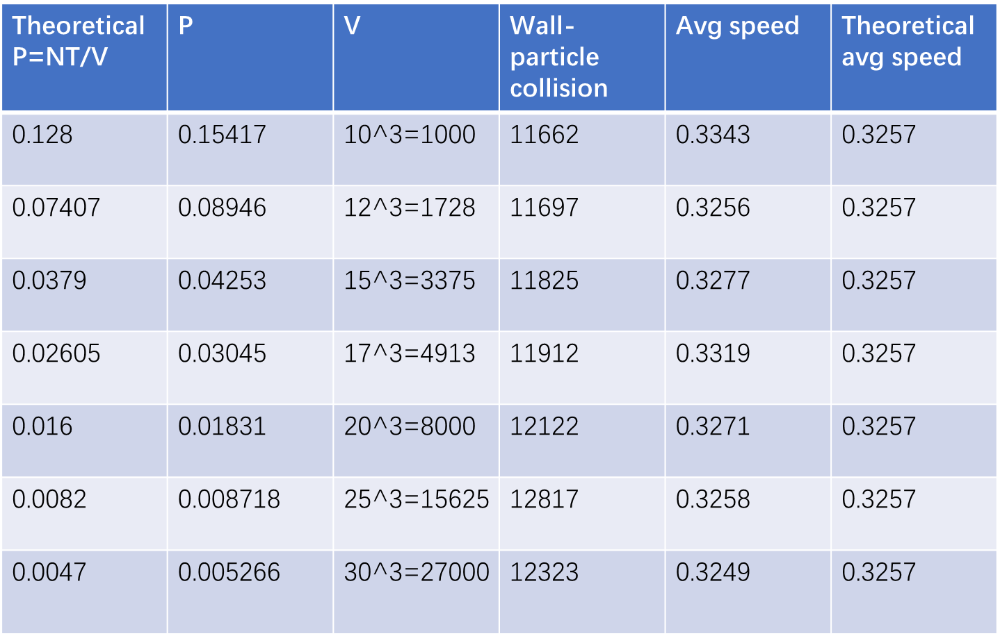 Theoretical P=NT/V P V Wall-particle collision Avg speed Theoretical avg speed
0.128 0.15417 10^3=1000 11662 0.3343 0.3257
0.07407 0.08946 12^3=1728 11697 0.3256 0.3257
0.0379 0.04253 15^3=3375 11825 0.3277 0.3257
0.02605 0.03045 17^3=4913 11912 0.3319 0.3257
0.016 0.01831 20^3=8000 12122 0.3271 0.3257
0.0082 0.008718 25^3=15625 12817 0.3258 0.3257
0.0047 0.005266 30^3=27000 12323 0.3249 0.3257